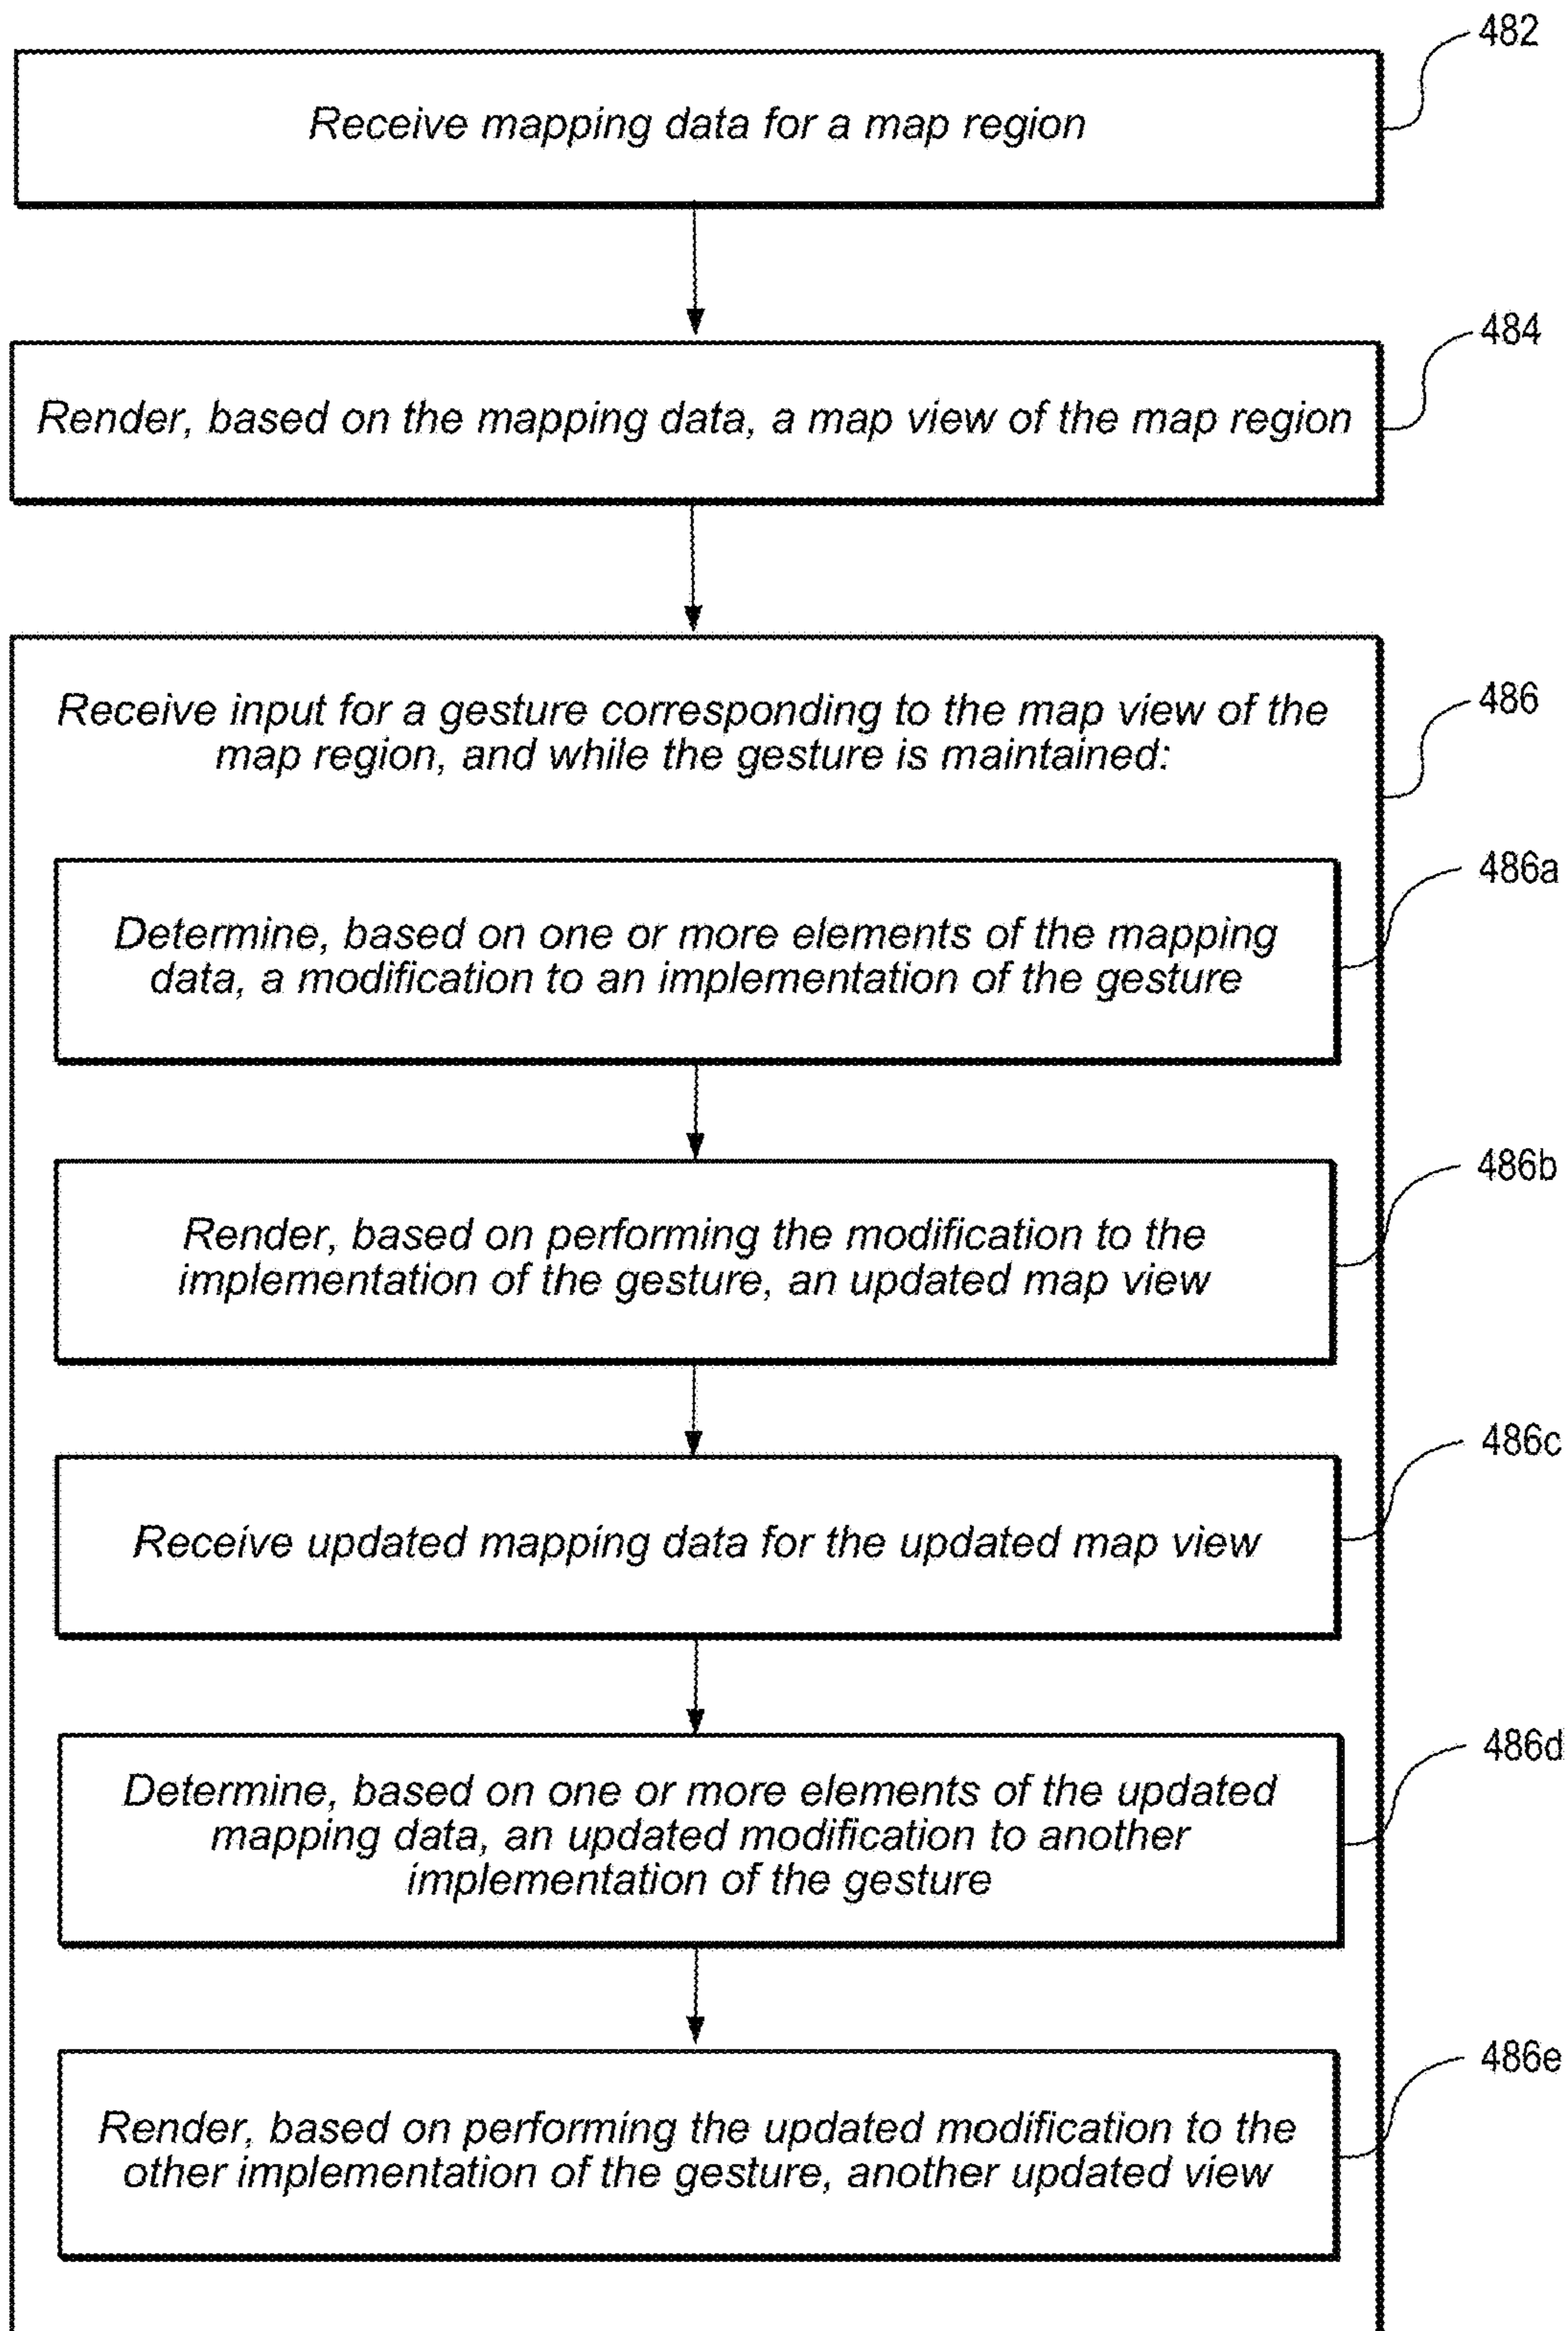 482
Receive mapping data for a map region
484
Render, based on the mapping data, a map view of the map region
486
Receive input for a gesture corresponding to the map view of the
map region, and while the gesture is maintained:
486a
Determine, based on one or more elements of the mapping
data, a modification to an implementation of the gesture
486b
Render, based on performing the modification to the
implementation of the gesture, an updated map view
486c
Receive updated mapping data for the updated map view
486d
Determine, based on one or more elements of the updated
mapping data, an updated modification to another
implementation of the gesture
486e
Render, based on performing the updated modification to the
other implementation of the gesture, another updated view